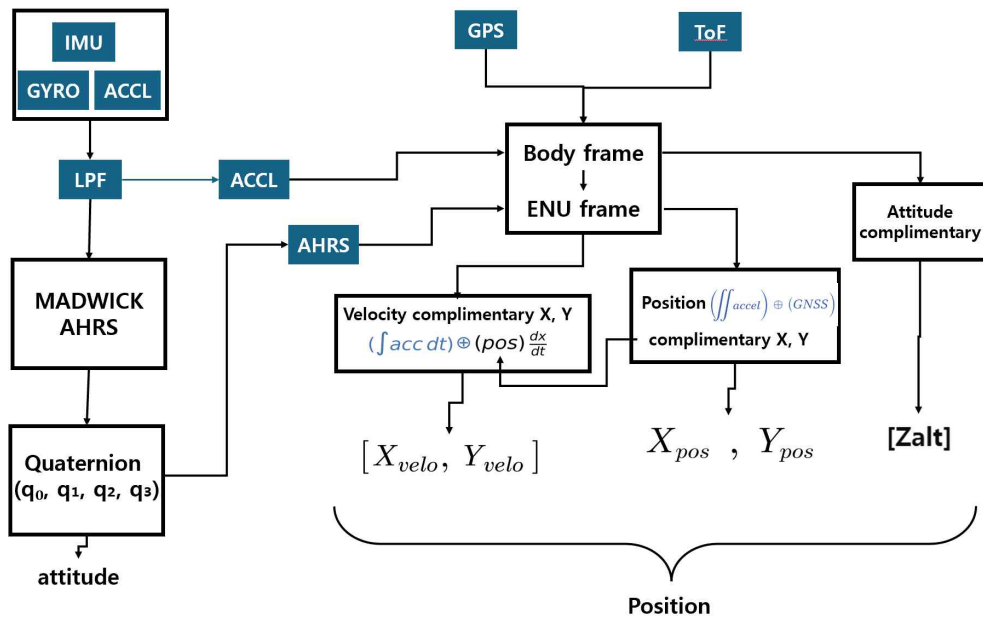 IMU
GYRO
ACCL
GPS
ToF
LPF
ACCL
Body frame
ENU frame
AHRS
Attitude
complimentary
MADWICK
AHRS
Velocity complimentary X, Y
(∫acc dt) ⊕ (pos) dx/dt
Position (∬accel) ⊕ (GNSS)
complimentary X, Y
Quaternion
(q₀, q₁, q₂, q₃)
[X_velo, Y_velo]
X_pos , Y_pos
[Zalt]
attitude
Position